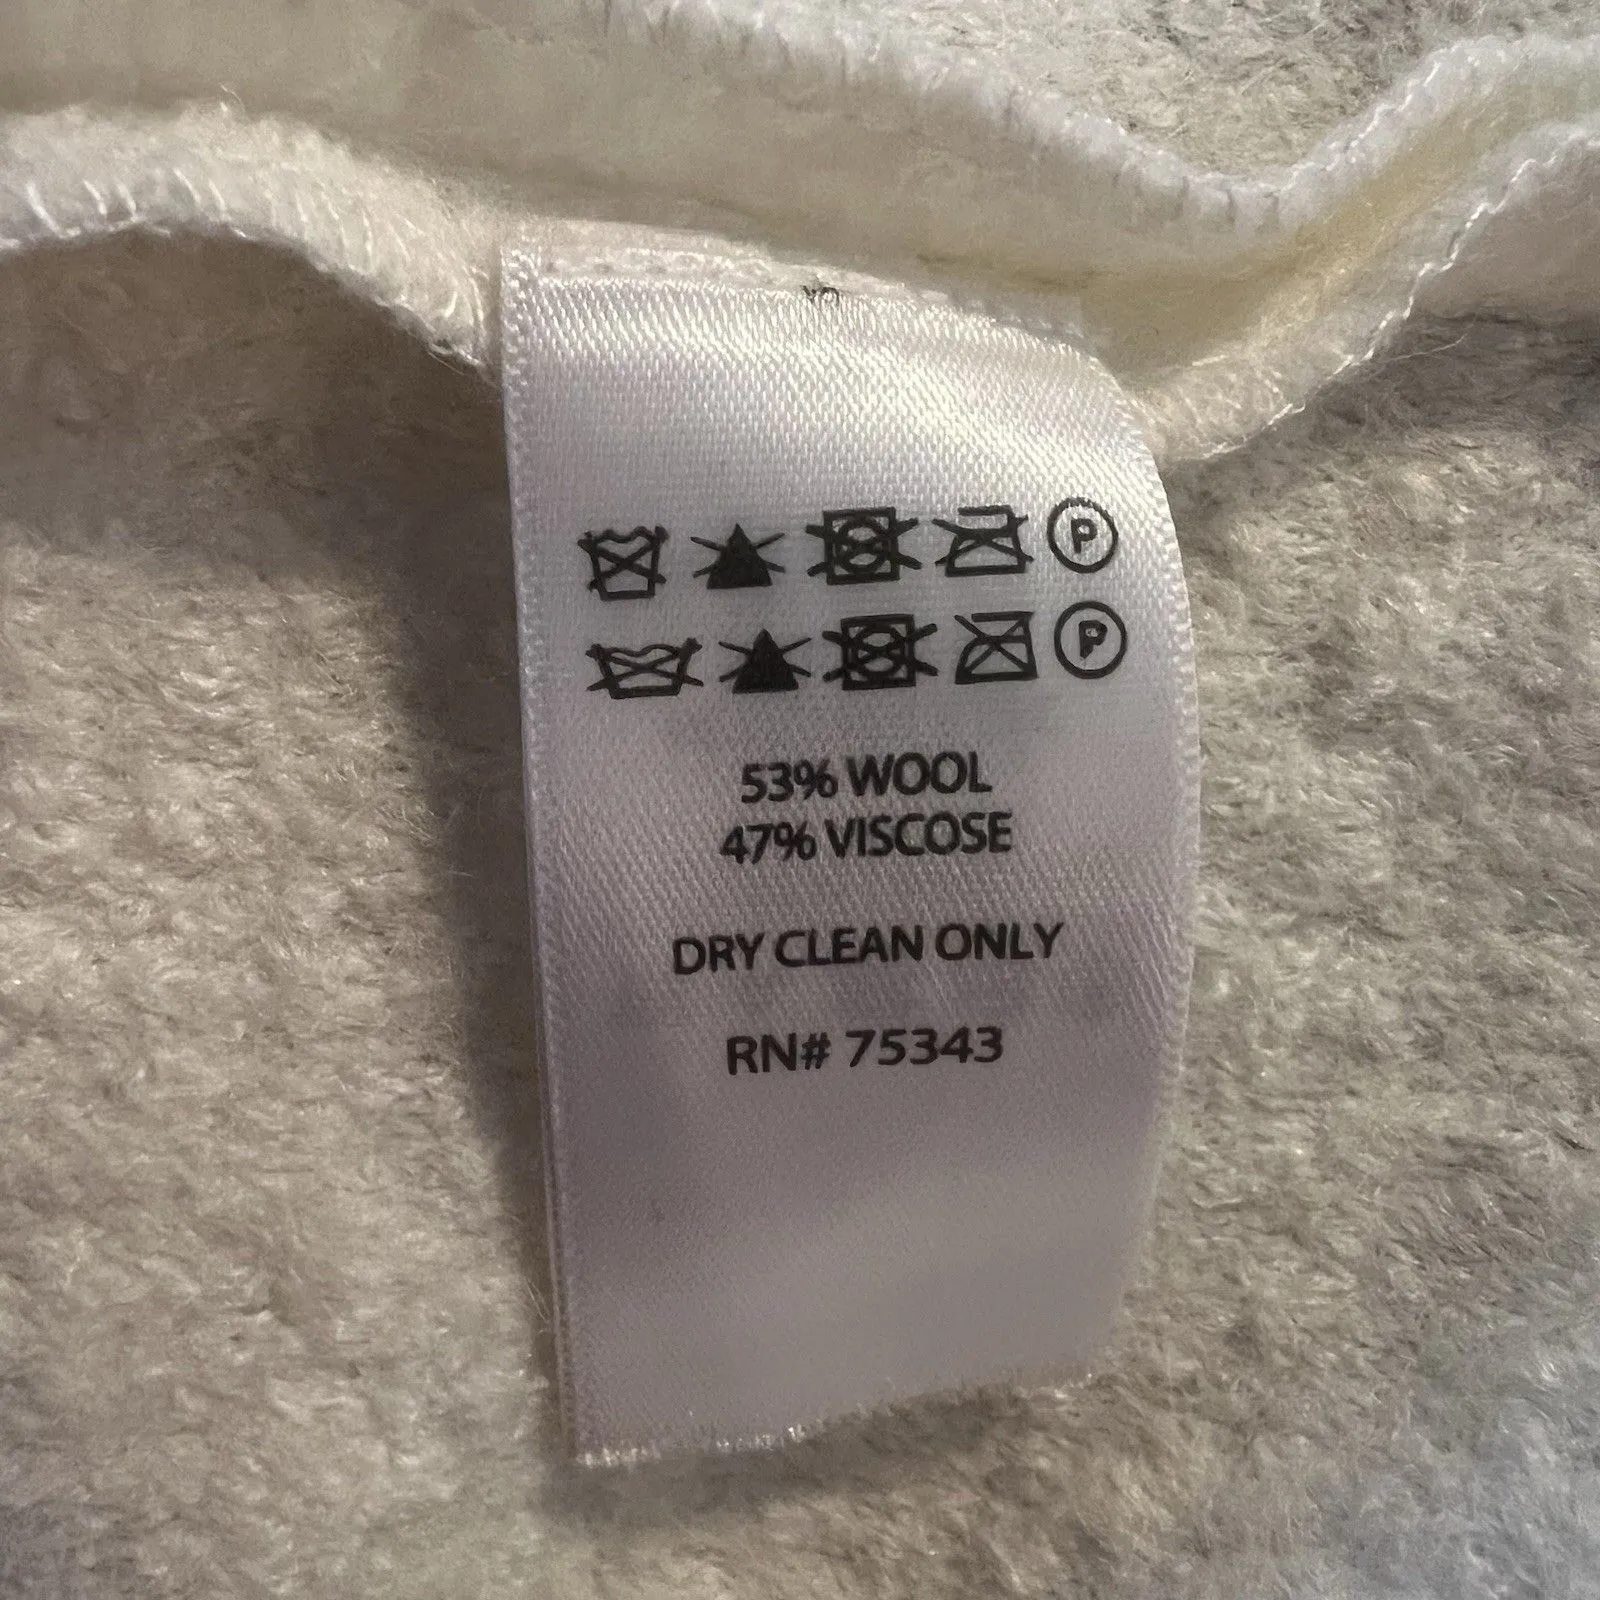 P
P
53% WOOL
47% VISCOSE
DRY CLEAN ONLY
RN# 75343